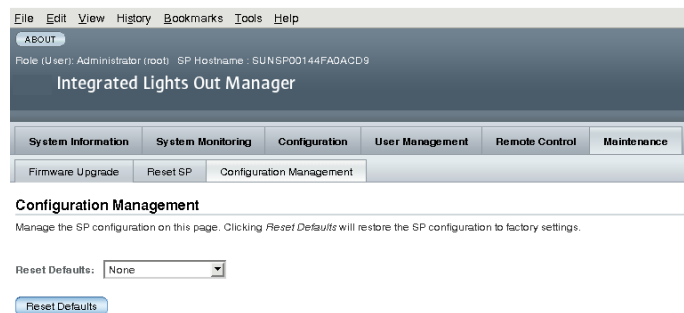 File Edit View History Bookmarks Tools Help
ABOUT
Role (User): Administrator (root) SP Hostname : SUNSP00144FA0ACD9
Integrated Lights Out Manager
System Information System Monitoring Configuration User Management Remote Control Maintenance
Firmware Upgrade Reset SP Configuration Management
Configuration Management
Manage the SP configuration on this page. Clicking Reset Defaults will restore the SP configuration to factory settings.
Reset Defaults: None
Reset Defaults